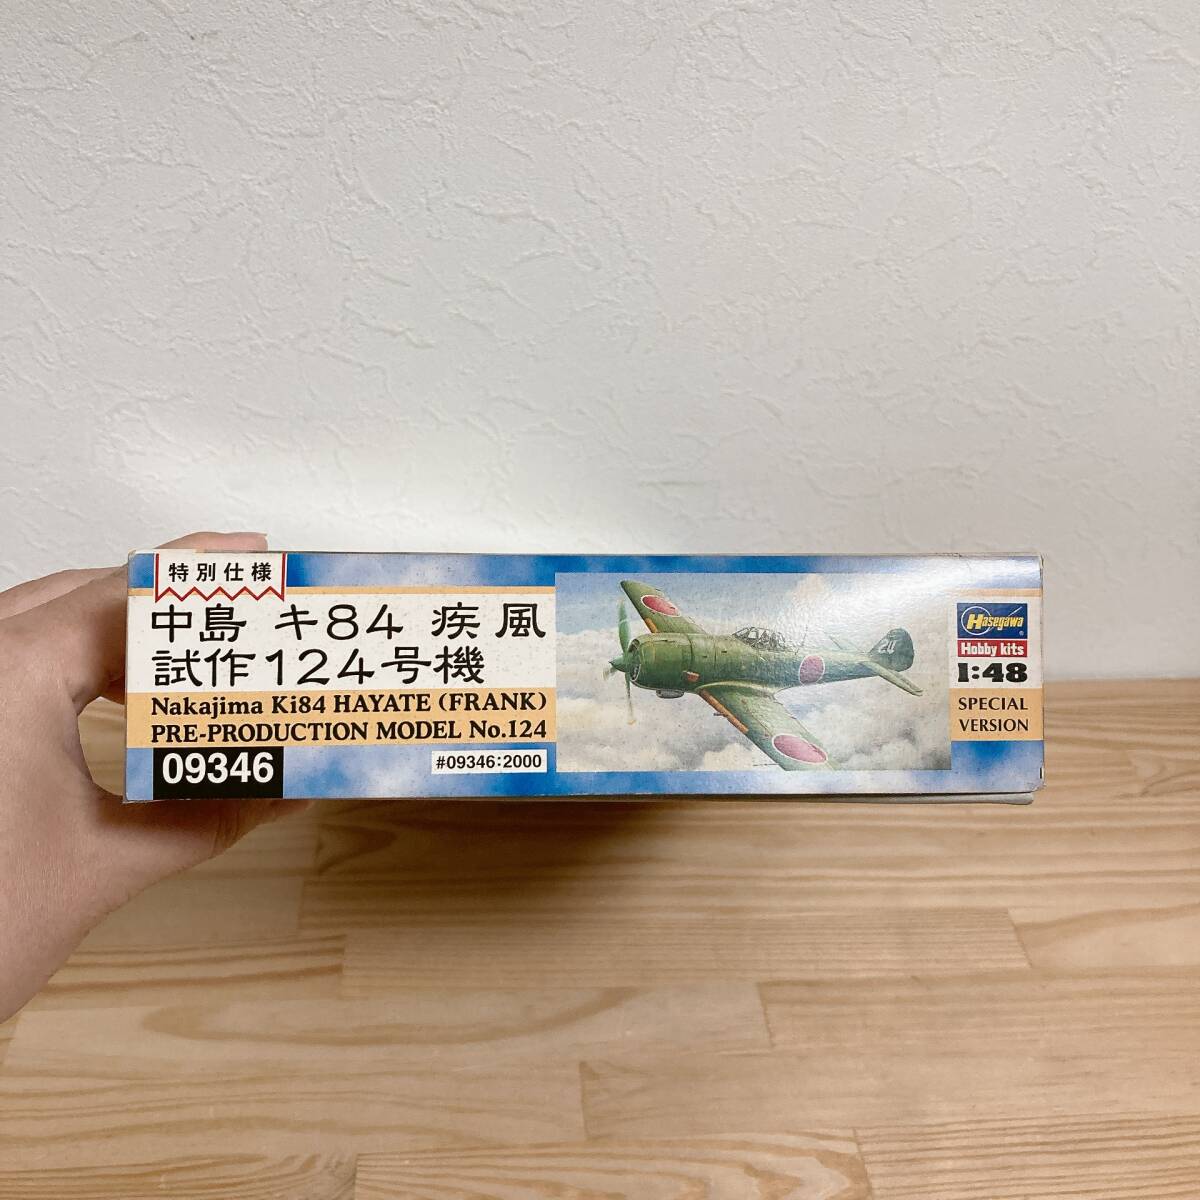 特別仕様
中島 キ84 疾風
試作124号機
Nakajima Ki84 HAYATE (FRANK)
PRE-PRODUCTION MODEL No.124
09346
#09346:2000
Hasegawa
Hobby kits
1:48
SPECIAL
VERSION